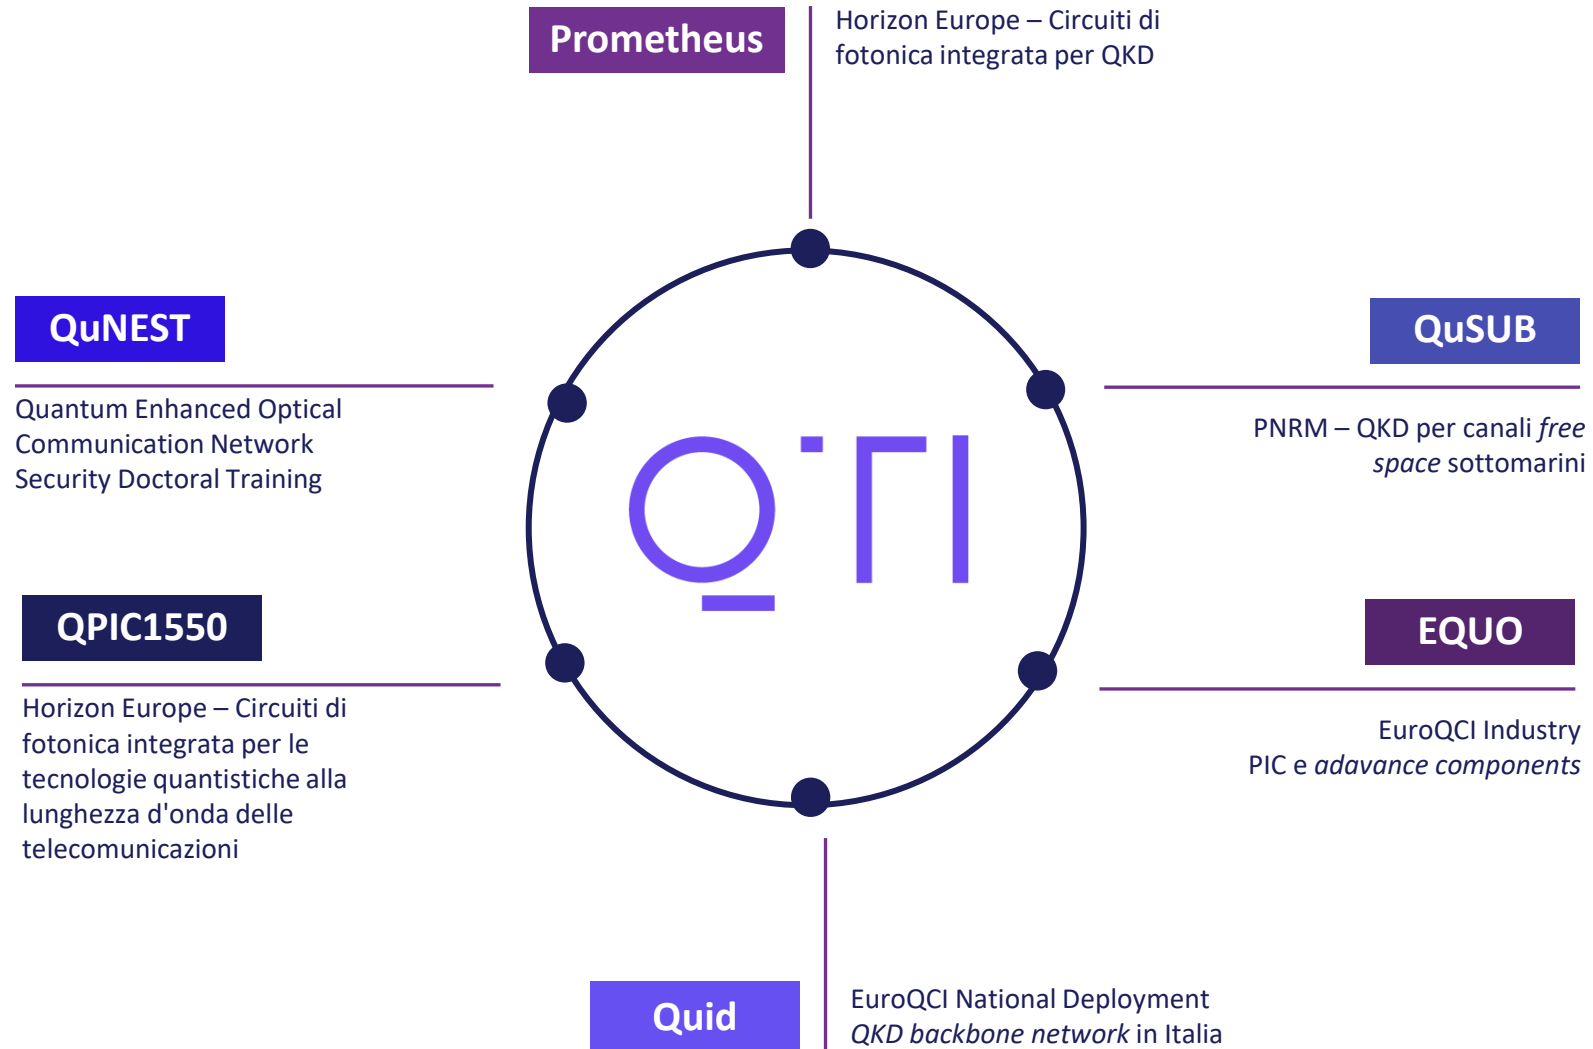 Prometheus
Horizon Europe – Circuiti di
fotonica integrata per QKD
QuNEST
Quantum Enhanced Optical
Communication Network
Security Doctoral Training
QuSUB
PNRM – QKD per canali free
space sottomarini
QTI
QPIC1550
Horizon Europe – Circuiti di
fotonica integrata per le
tecnologie quantistiche alla
lunghezza d'onda delle
telecomunicazioni
EQUO
EuroQCI Industry
PIC e adavance components
Quid
EuroQCI National Deployment
QKD backbone network in Italia